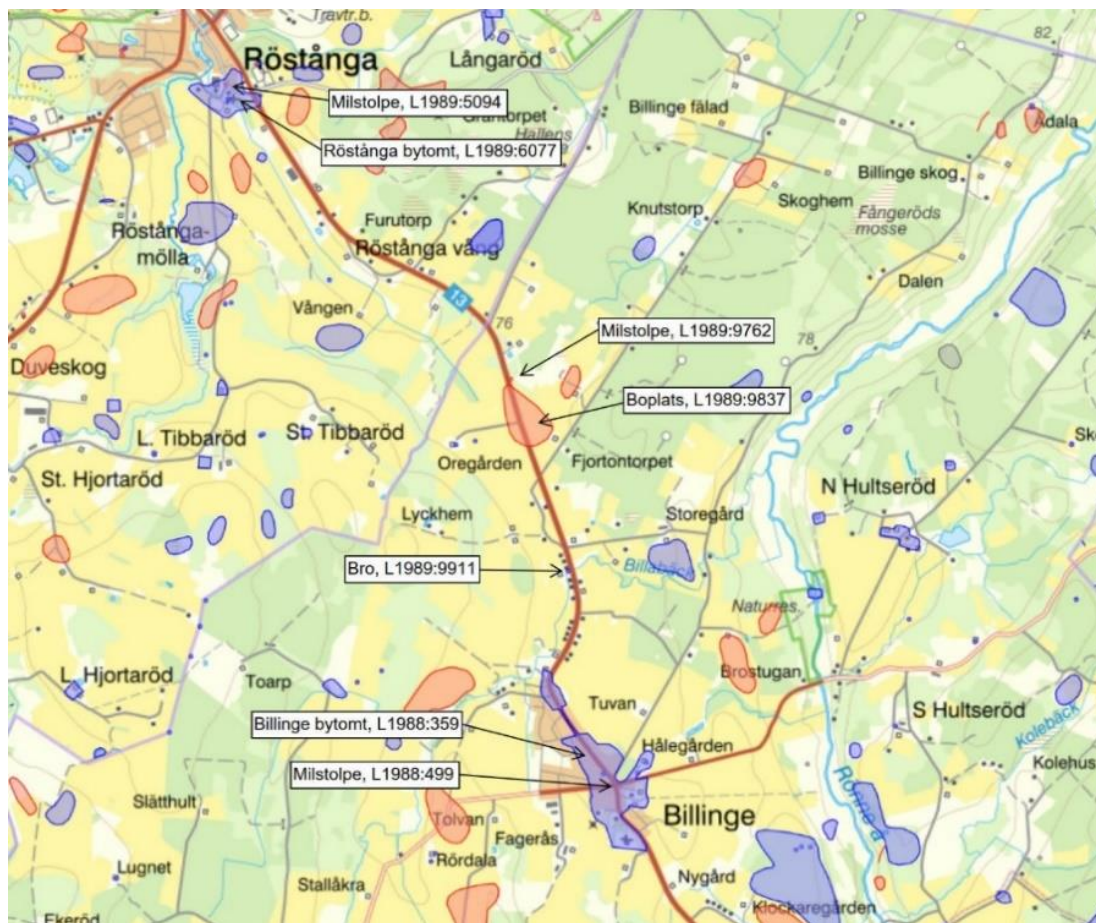 Travtr.b.
82
Röstånga
Långaröd
Milstolpe, L1989:5094
Billinge fälad
Grantorpet
Ådala
Hallens
Röstånga bytomt, L1989:6077
Billinge skog
Skoghem
Knutstorp
Furutorp
Fångeröds
mosse
Röstånga-
mölla
Röstånga vång
Dalen
13
Vången
76
Milstolpe, L1989:9762
78
Duveskog
Boplats, L1989:9837
L. Tibbaröd
St. Tibbaröd
Oregården
Fjortontorpet
St. Hjortaröd
N Hultseröd
Lyckhem
Storegård
Bro, L1989:9911
Billabäck
Naturres.
L. Hjortaröd
Toarp
Brostugan
Tuvan
S Hultseröd
Billinge bytomt, L1988:359
Kolebäck
Hålegården
Milstolpe, L1988:499
Kolehus
Slätthult
Rönne å
Tolvan
Billinge
Fagerås
Lugnet
Rördala
Stallåkra
Nygård
Klockaregården
Ekeröd